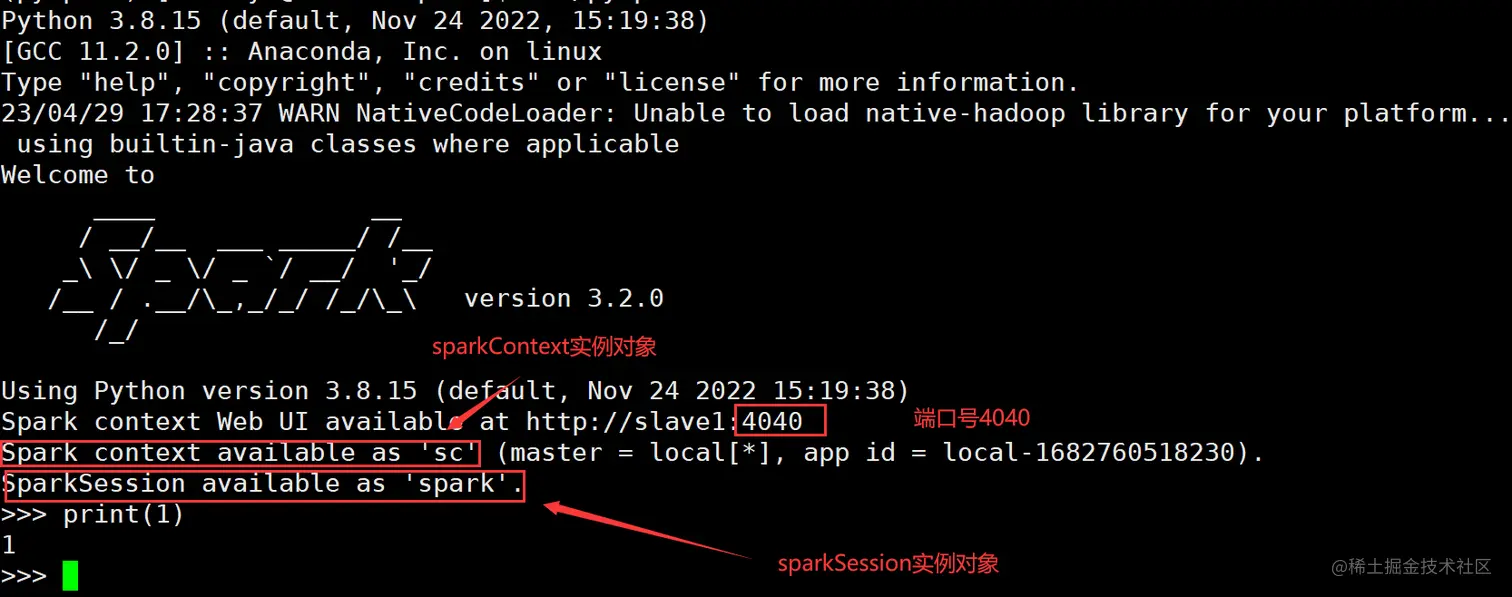 Python 3.8.15 (default, Nov 24 2022, 15:19:38)
[GCC 11.2.0] :: Anaconda, Inc. on linux
Type "help", "copyright", "credits" or "license" for more information.
23/04/29 17:28:37 WARN NativeCodeLoader: Unable to load native-hadoop library for your platform...
 using builtin-java classes where applicable
Welcome to
      ____              __
     / __/__  ___ _____/ /__
    _\ \/ _ \/ _ `/ __/  '_/
   /__ / .__/\_,_/_/ /_/\_\   version 3.2.0
      /_/
sparkContext实例对象
Using Python version 3.8.15 (default, Nov 24 2022 15:19:38)
Spark context Web UI available at http://slave1:4040
端口号4040
Spark context available as 'sc' (master = local[*], app id = local-1682760518230).
SparkSession available as 'spark'.
>>> print(1)
1
sparkSession实例对象
>>>
@稀土掘金技术社区